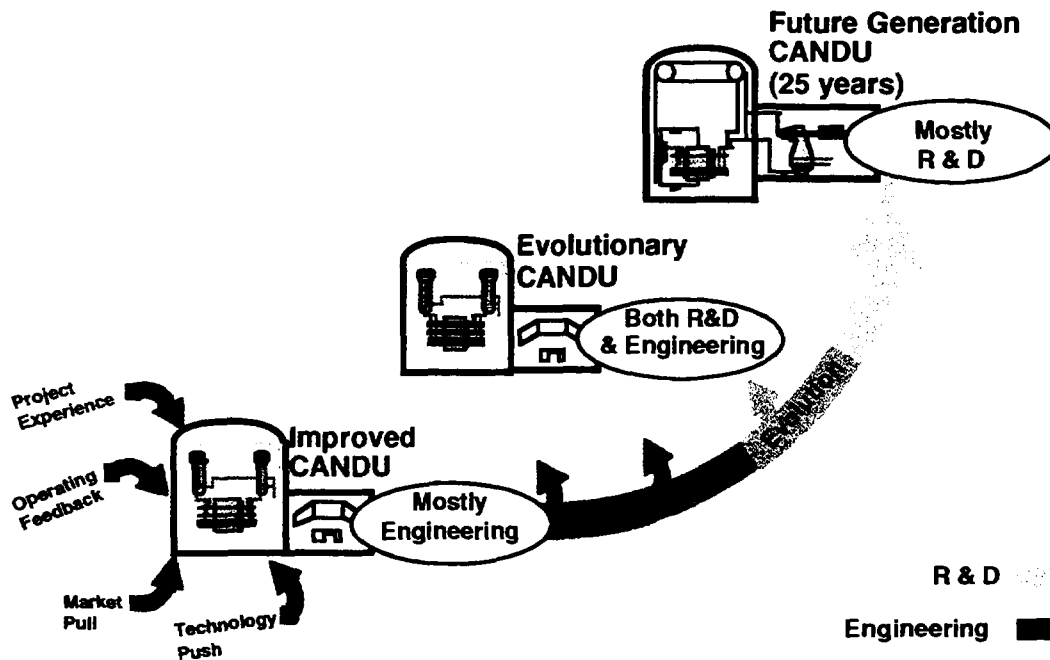 Future Generation
CANDU
(25 years)
Mostly
R & D
Evolutionary
CANDU
Both R&D
& Engineering
Evolution
Project
Experience
Improved
CANDU
Operating
Feedback
Mostly
Engineering
Market
Pull
Technology
Push
R & D
Engineering